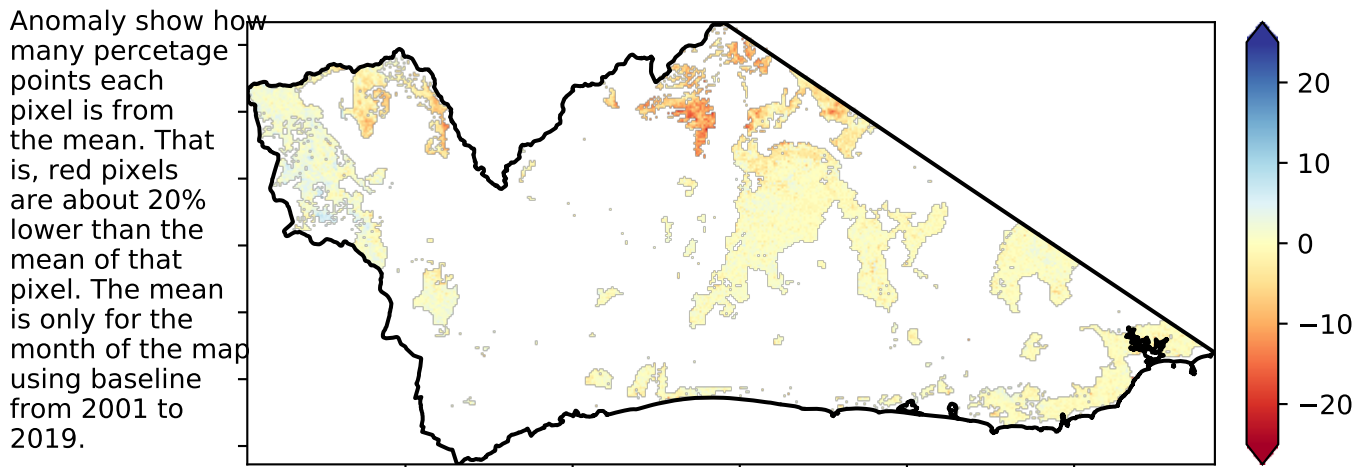 Anomaly show how
many percetage
points each
pixel is from
the mean. That
is, red pixels
are about 20%
lower than the
mean of that
pixel. The mean
is only for the
month of the map
using baseline
from 2001 to
2019.
20
10
0
−10
−20